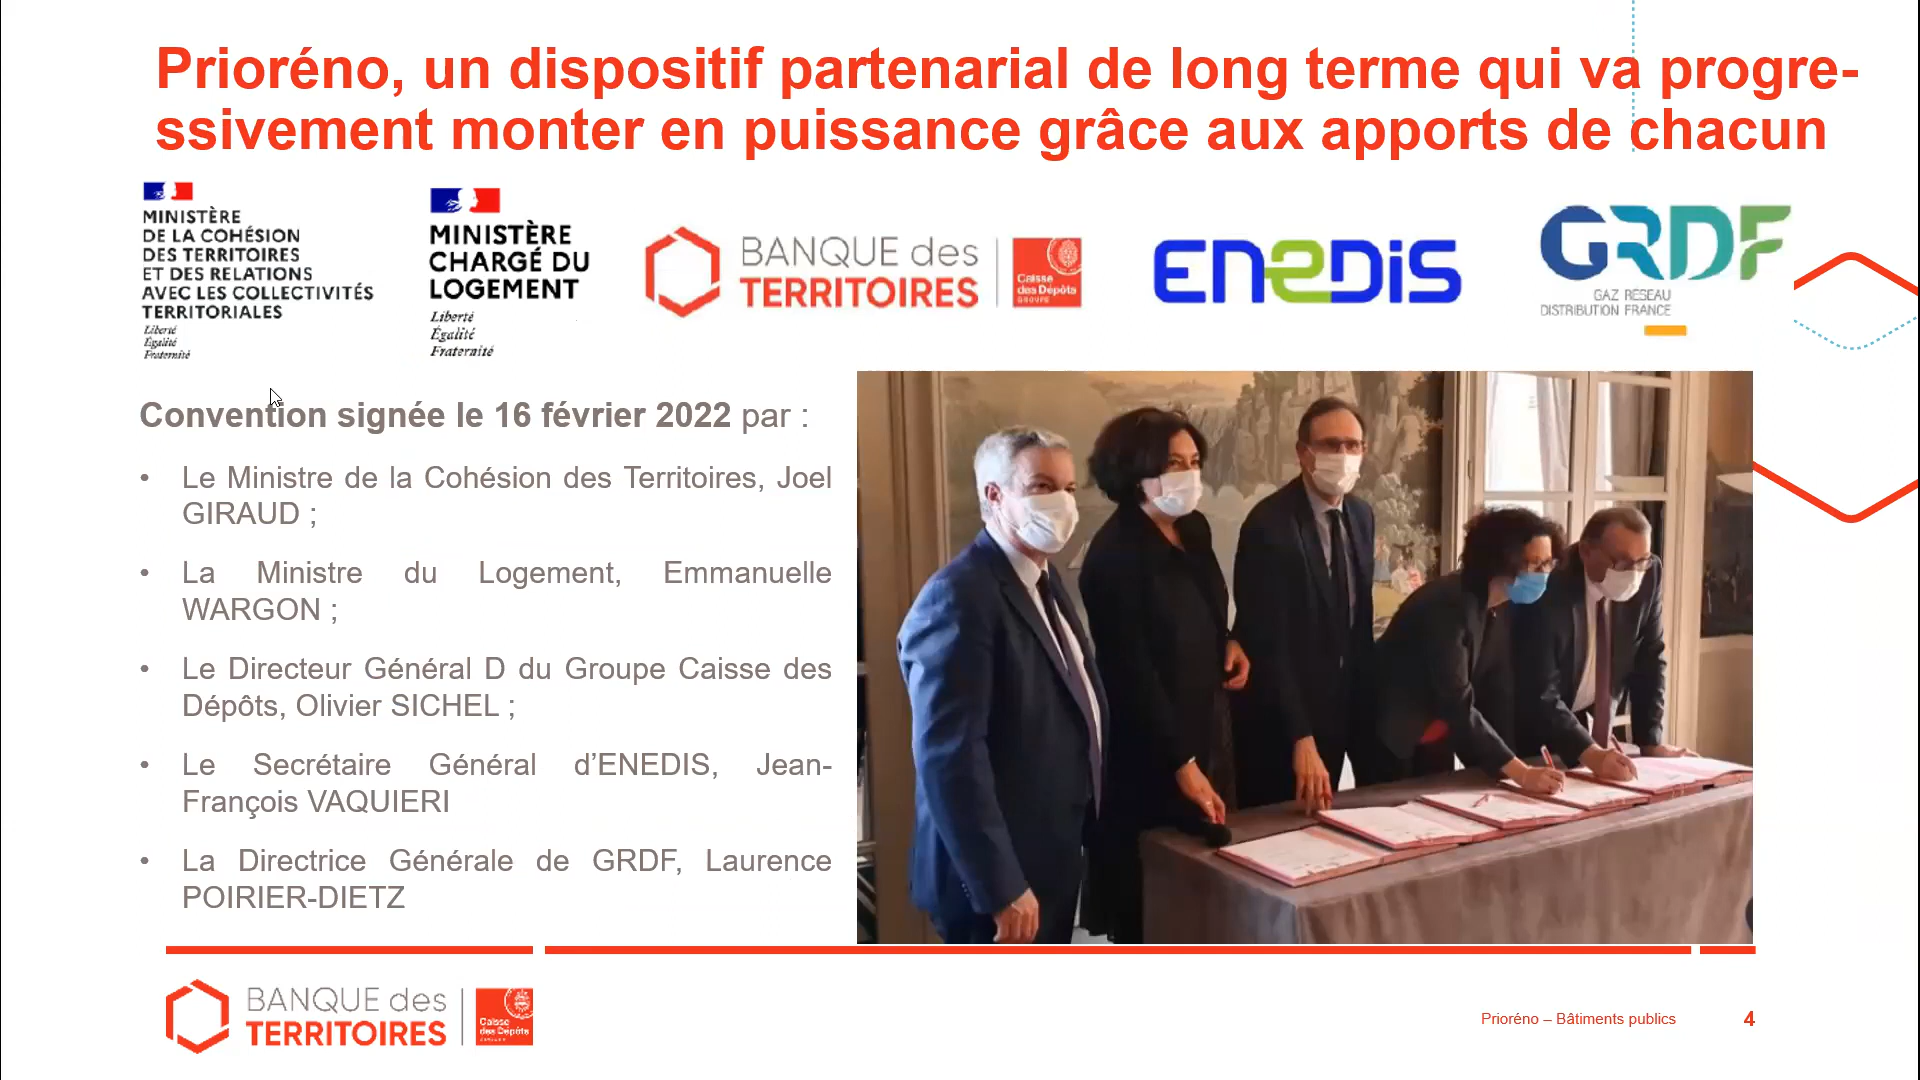 Prioréno, un dispositif partenarial de long terme qui va progre-
ssivement monter en puissance grâce aux apports de chacun
MINISTÈRE
DE LA COHÉSION
DES TERRITOIRES
ET DES RELATIONS
AVEC LES COLLECTIVITÉS
TERRITORIALES
Liberté
Égalité
Fraternité
MINISTÈRE
CHARGÉ DU
LOGEMENT
Liberté
Égalité
Fraternité
BANQUE des
TERRITOIRES
Caisse
des Dépôts
GROUPE
ENEDIS
GRDF
GAZ RÉSEAU
DISTRIBUTION FRANCE
Convention signée le 16 février 2022 par :
• Le Ministre de la Cohésion des Territoires, Joel
GIRAUD ;
• La Ministre du Logement, Emmanuelle
WARGON ;
• Le Directeur Général D du Groupe Caisse des
Dépôts, Olivier SICHEL ;
• Le Secrétaire Général d’ENEDIS, Jean-
François VAQUIERI
• La Directrice Générale de GRDF, Laurence
POIRIER-DIETZ
BANQUE des
TERRITOIRES
Caisse
des Dépôts
Prioréno – Bâtiments publics
4